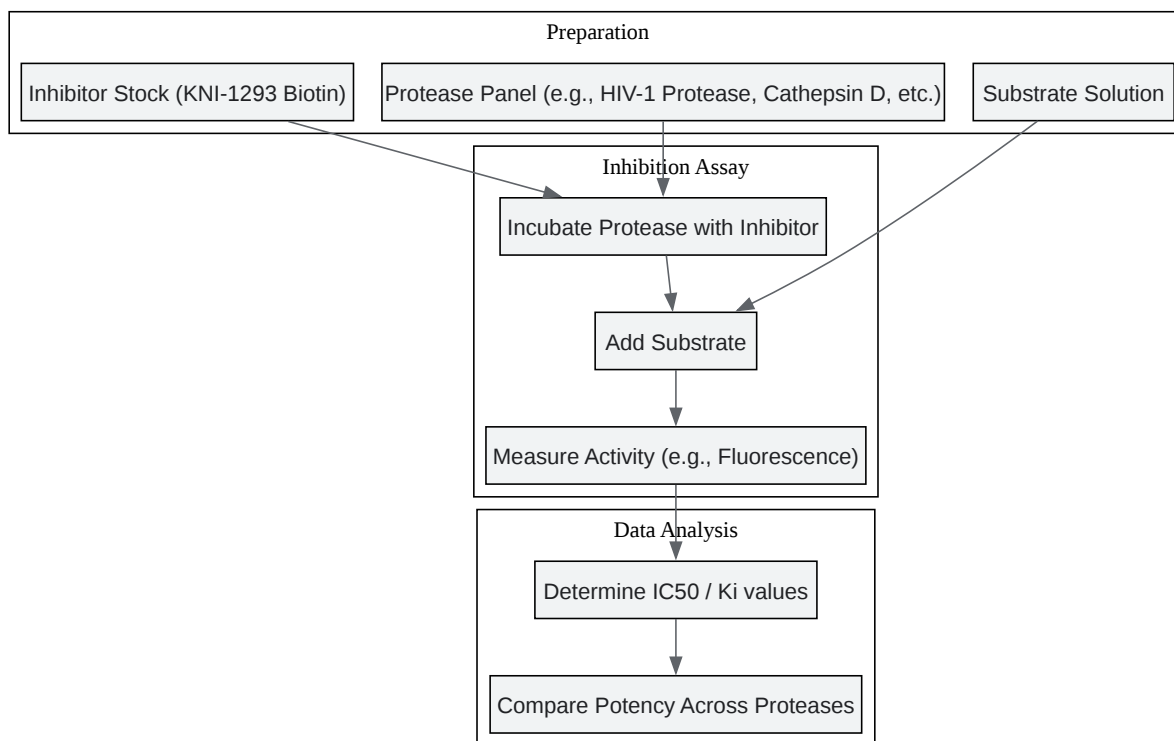 Preparation
Inhibitor Stock (KNI-1293 Biotin)
Protease Panel (e.g., HIV-1 Protease, Cathepsin D, etc.)
Substrate Solution
Inhibition Assay
Incubate Protease with Inhibitor
Add Substrate
Measure Activity (e.g., Fluorescence)
Data Analysis
Determine IC50 / Ki values
Compare Potency Across Proteases